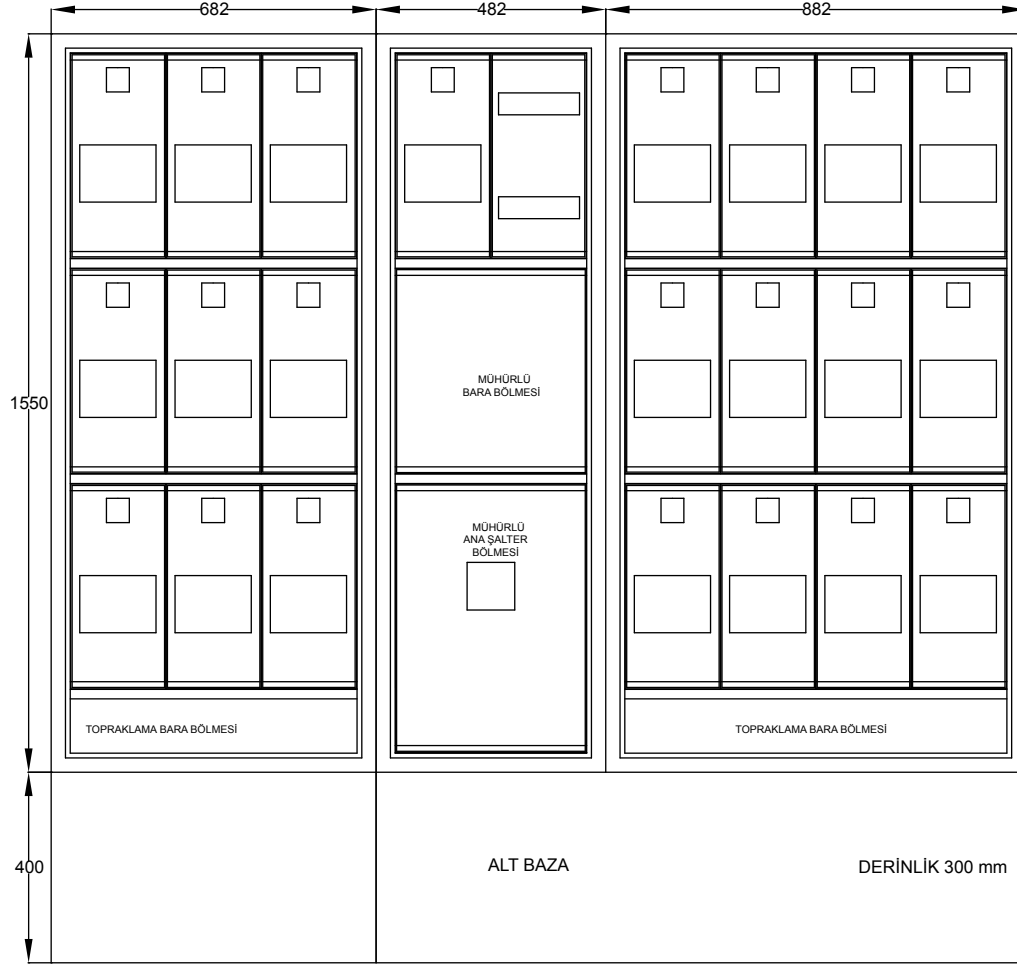 682
482
882
1550
MÜHÜRLÜ
BARA BÖLMESİ
MÜHÜRLÜ
ANA ŞALTER
BÖLMESİ
TOPRAKLAMA BARA BÖLMESİ
TOPRAKLAMA BARA BÖLMESİ
400
ALT BAZA
DERİNLİK 300 mm